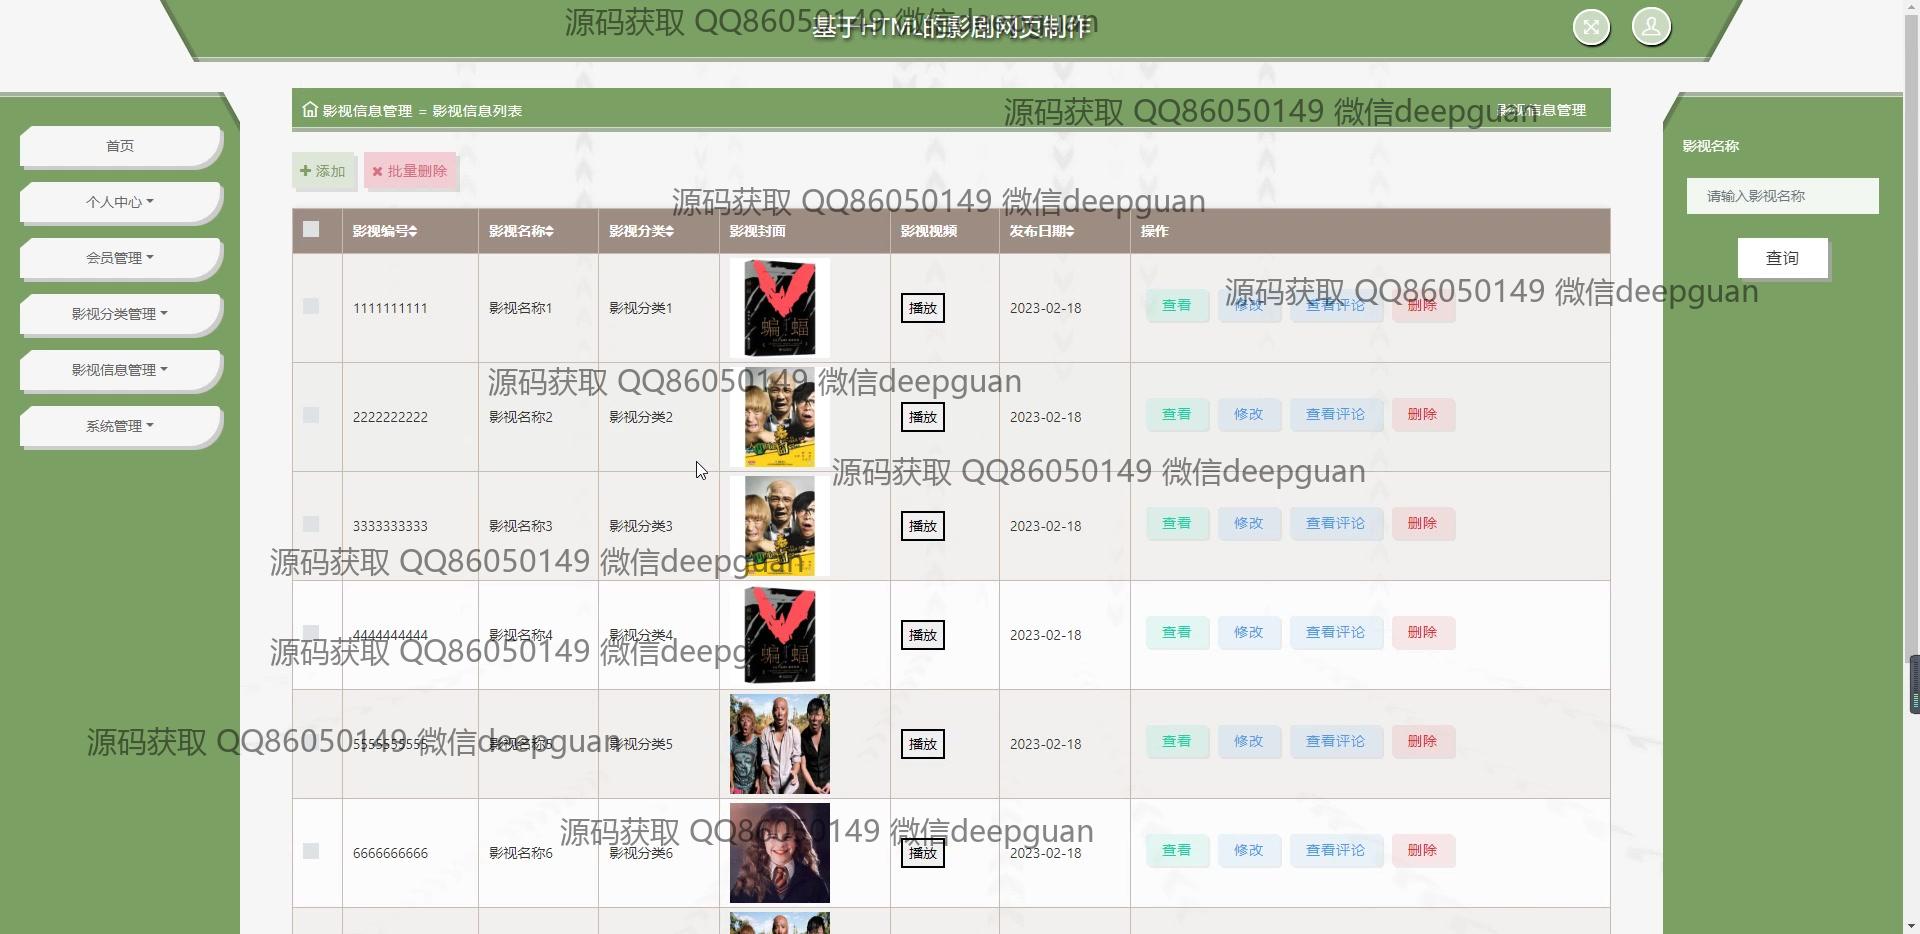 基于HTML的影剧网页制作
源码获取 QQ86050149 微信deepguan
影视信息管理 = 影视信息列表
影视信息管理
源码获取 QQ86050149 微信deepguan
首页
个人中心
会员管理
影视分类管理
影视信息管理
系统管理
添加
批量删除
源码获取 QQ86050149 微信deepguan
影视编号 影视名称 影视分类 影视封面 影视视频 发布日期 操作
1111111111 影视名称1 影视分类1 蝙蝠 播放 2023-02-18 查看 修改 查看评论 删除
源码获取 QQ86050149 微信deepguan
源码获取 QQ86050149 微信deepguan
2222222222 影视名称2 影视分类2 播放 2023-02-18 查看 修改 查看评论 删除
源码获取 QQ86050149 微信deepguan
3333333333 影视名称3 影视分类3 播放 2023-02-18 查看 修改 查看评论 删除
源码获取 QQ86050149 微信deepguan
4444444444 影视名称4 影视分类4 蝙蝠 播放 2023-02-18 查看 修改 查看评论 删除
源码获取 QQ86050149 微信deepg
5555555555 影视名称5 影视分类5 播放 2023-02-18 查看 修改 查看评论 删除
源码获取 QQ86050149 微信deepguan
源码获取 QQ86050149 微信deepguan
6666666666 影视名称6 影视分类6 播放 2023-02-18 查看 修改 查看评论 删除
影视名称
请输入影视名称
查询